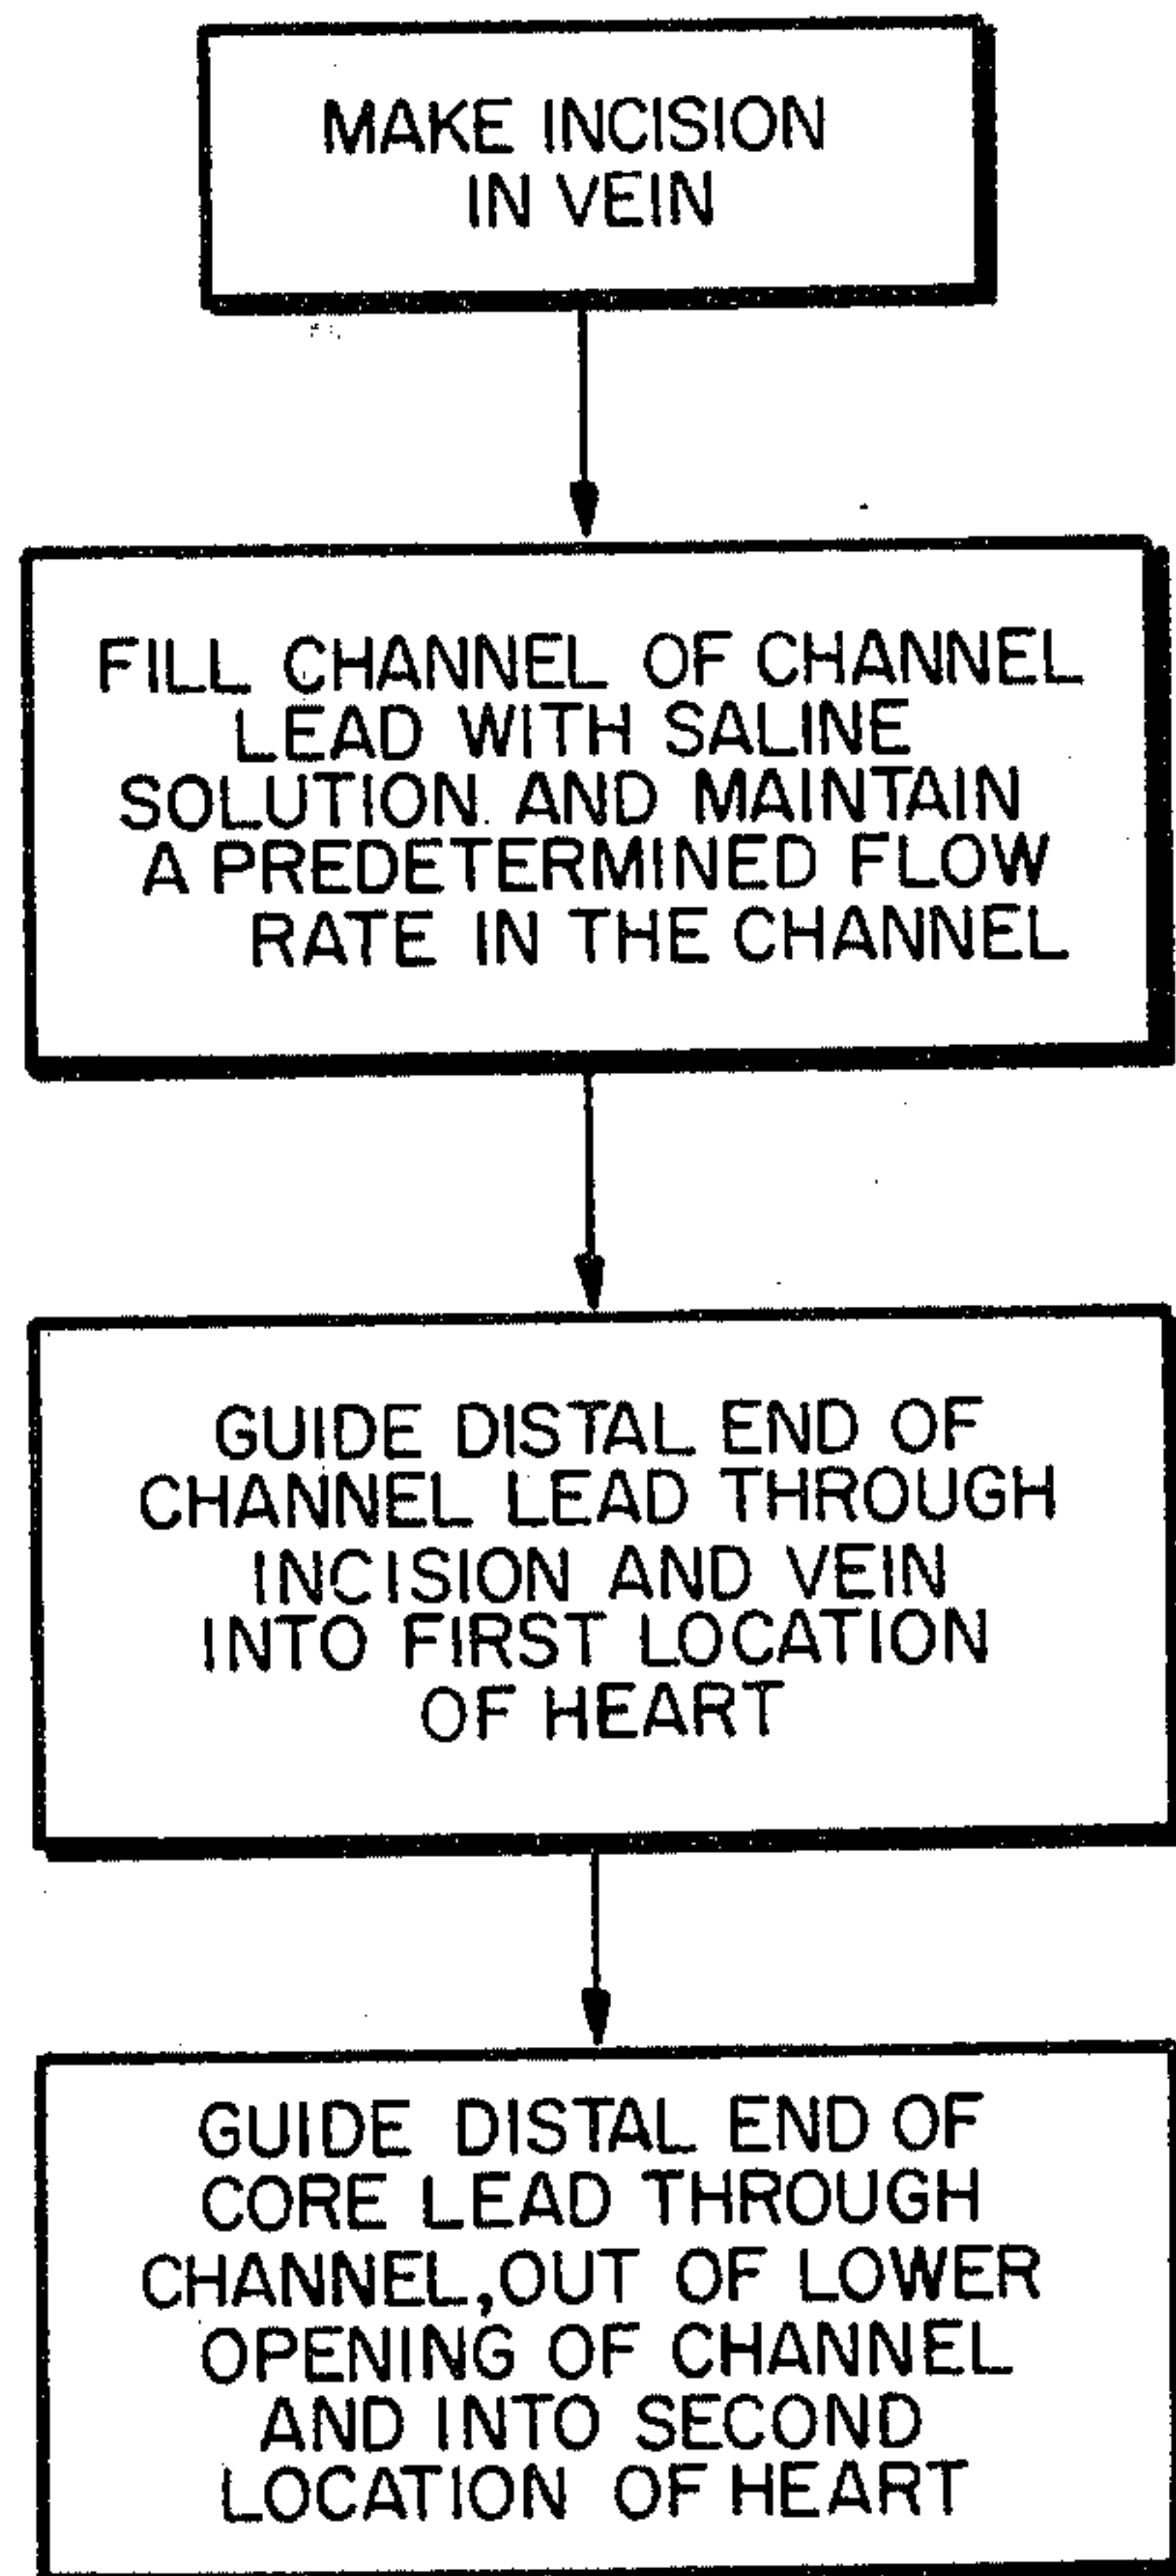 MAKE INCISION
IN VEIN
FILL CHANNEL OF CHANNEL
LEAD WITH SALINE
SOLUTION AND MAINTAIN
A PREDETERMINED FLOW
RATE IN THE CHANNEL
GUIDE DISTAL END OF
CHANNEL LEAD THROUGH
INCISION AND VEIN
INTO FIRST LOCATION
OF HEART
GUIDE DISTAL END OF
CORE LEAD THROUGH
CHANNEL,OUT OF LOWER
OPENING OF CHANNEL
AND INTO SECOND
LOCATION OF HEART